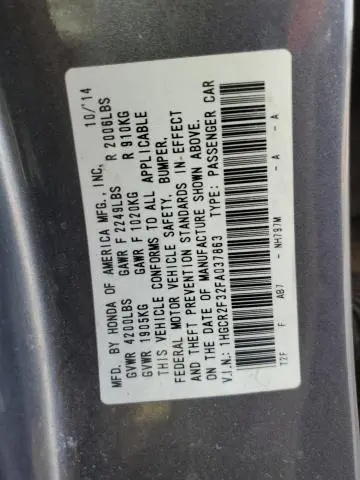 MFD. BY HONDA OF AMERICA MFG., INC. 10/'14
GVWR 4200LBS GAWR F 2249LBS R 2006LBS
GVWR 1905KG GAWR F 1020KG R 910KG
THIS VEHICLE CONFORMS TO ALL APPLICABLE
FEDERAL MOTOR VEHICLE SAFETY, BUMPER,
AND THEFT PREVENTION STANDARDS IN-EFFECT
ON THE DATE OF MANUFACTURE SHOWN ABOVE.
V.I.N.: 1HGCR2F32FA037863 TYPE: PASSENGER CAR
T2F F AB7 - NH797M - A - A